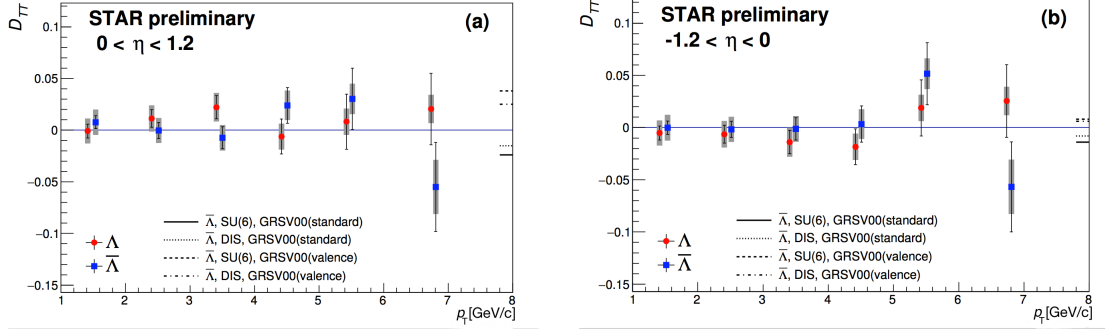 D_TT
STAR preliminary
(a)
0 < η < 1.2
0.05
0
−0.05
−0.1
−0.15
Λ
Λ̅
Λ̅, SU(6), GRSV00(standard)
Λ̅, DIS, GRSV00(standard)
Λ̅, SU(6), GRSV00(valence)
Λ̅, DIS, GRSV00(valence)
1 2 3 4 5 6 7 8
p_T[GeV/c]
D_TT
STAR preliminary
(b)
-1.2 < η < 0
0.1
0.05
0
−0.05
−0.1
−0.15
Λ
Λ̅
Λ̅, SU(6), GRSV00(standard)
Λ̅, DIS, GRSV00(standard)
Λ̅, SU(6), GRSV00(valence)
Λ̅, DIS, GRSV00(valence)
1 2 3 4 5 6 7 8
p_T[GeV/c]